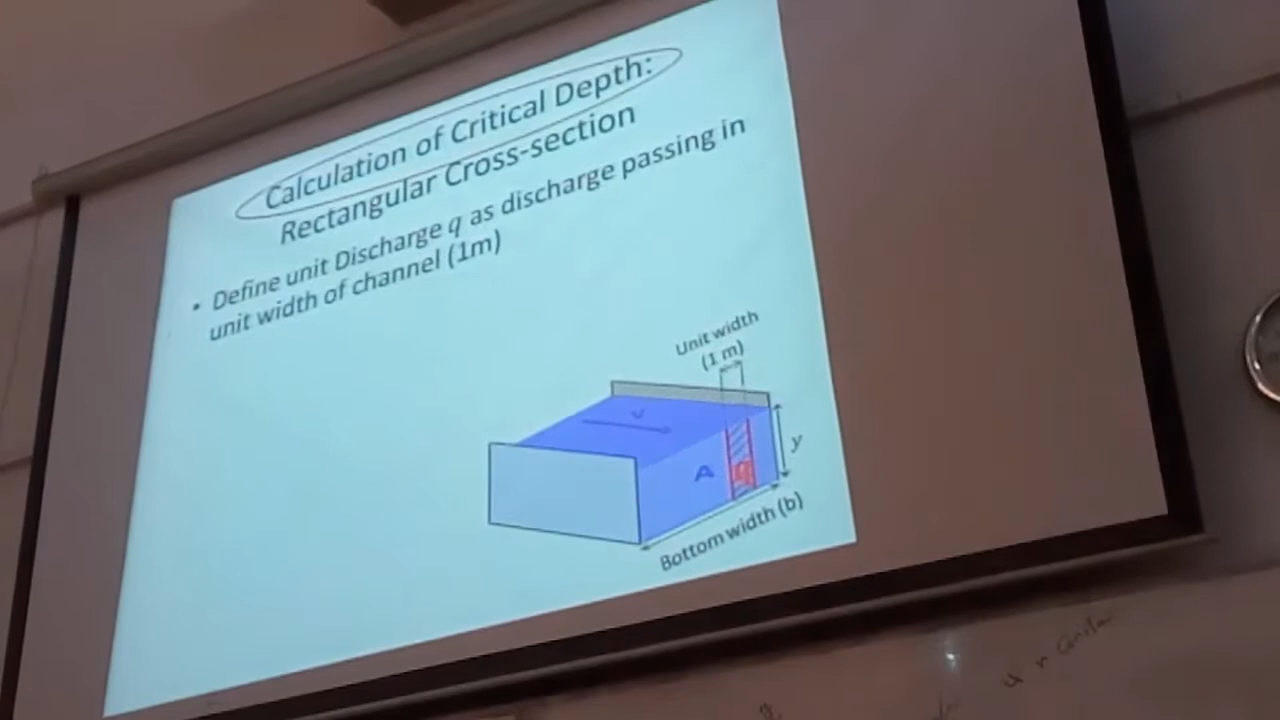 Calculation of Critical Depth:
Rectangular Cross-section
• Define unit Discharge q as discharge passing in
unit width of channel (1m)
Unit width
(1 m)
v
y
A
q
Bottom width (b)